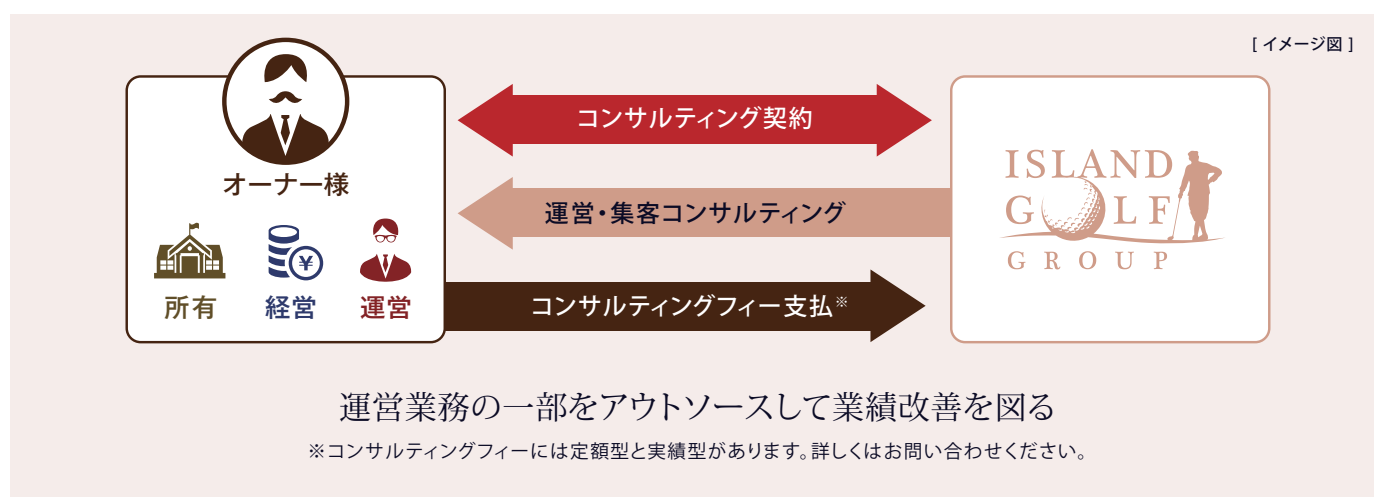 [ イメージ図 ]
コンサルティング契約
オーナー様
運営・集客コンサルティング
ISLAND
GOLF
GROUP
¥
所有
経営
運営
コンサルティングフィー支払※
運営業務の一部をアウトソースして業績改善を図る
※コンサルティングフィーには定額型と実績型があります。詳しくはお問い合わせください。